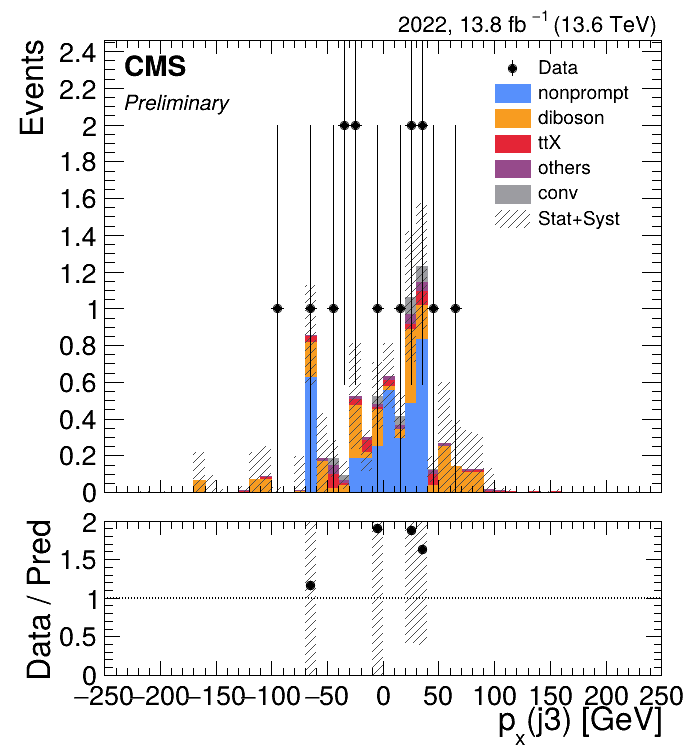 2022, 13.8 fb⁻¹ (13.6 TeV)
CMS
Preliminary
Events
Data
nonprompt
diboson
ttX
others
conv
Stat+Syst
2.4
2.2
2
1.8
1.6
1.4
1.2
1
0.8
0.6
0.4
0.2
0
Data / Pred
2
1.5
1
0.5
0
−250 −200 −150 −100 −50 0 50 100 150 200 250
pₓ(j3) [GeV]